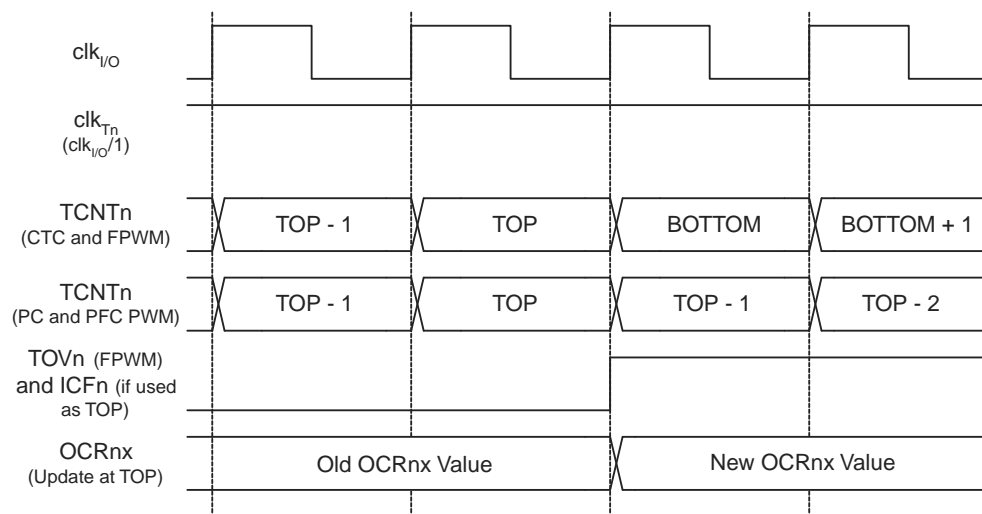 clkI/O
clkTn
(clkI/O/1)
TCNTn
(CTC and FPWM)
TOP - 1
TOP
BOTTOM
BOTTOM + 1
TCNTn
(PC and PFC PWM)
TOP - 1
TOP
TOP - 1
TOP - 2
TOVn (FPWM)
and ICFn (if used
as TOP)
OCRnx
(Update at TOP)
Old OCRnx Value
New OCRnx Value